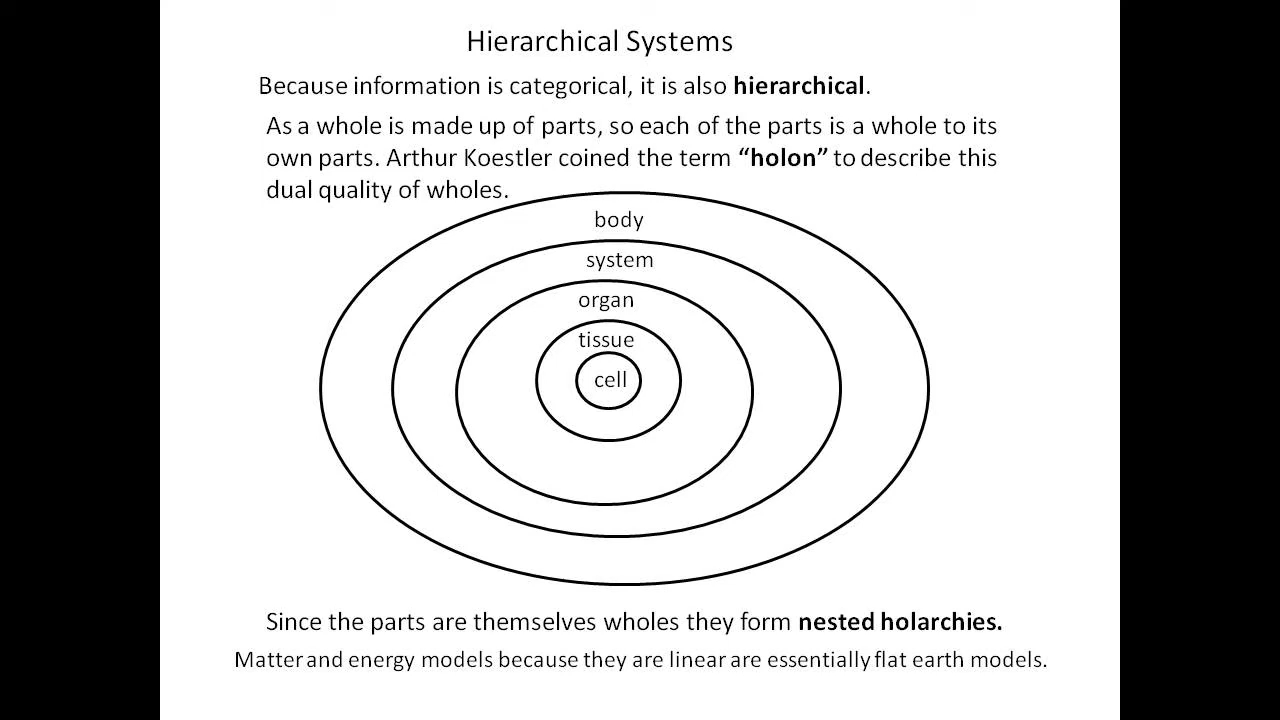 Hierarchical Systems
Because information is categorical, it is also hierarchical.
As a whole is made up of parts, so each of the parts is a whole to its
own parts. Arthur Koestler coined the term “holon” to describe this
dual quality of wholes.
body
system
organ
tissue
cell
Since the parts are themselves wholes they form nested holarchies.
Matter and energy models because they are linear are essentially flat earth models.